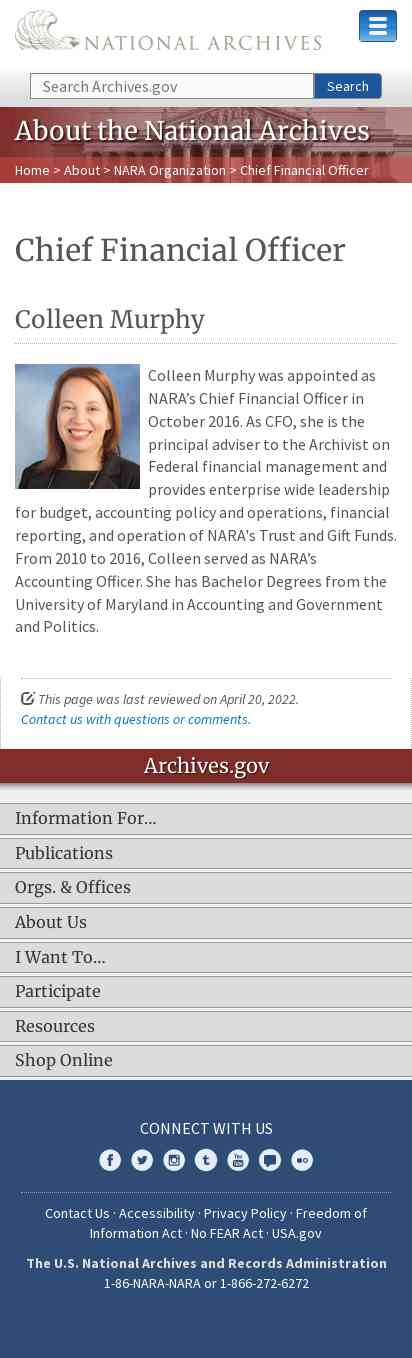 NATIONAL ARCHIVES
Search Archives.gov
Search
About the National Archives
Home > About > NARA Organization > Chief Financial Officer
Chief Financial Officer
Colleen Murphy
Colleen Murphy was appointed as
NARA’s Chief Financial Officer in
October 2016. As CFO, she is the
principal adviser to the Archivist on
Federal financial management and
provides enterprise wide leadership
for budget, accounting policy and operations, financial
reporting, and operation of NARA's Trust and Gift Funds.
From 2010 to 2016, Colleen served as NARA’s
Accounting Officer. She has Bachelor Degrees from the
University of Maryland in Accounting and Government
and Politics.
This page was last reviewed on April 20, 2022.
Contact us with questions or comments.
Archives.gov
Information For…
Publications
Orgs. & Offices
About Us
I Want To…
Participate
Resources
Shop Online
CONNECT WITH US
Contact Us · Accessibility · Privacy Policy · Freedom of
Information Act · No FEAR Act · USA.gov
The U.S. National Archives and Records Administration
1-86-NARA-NARA or 1-866-272-6272